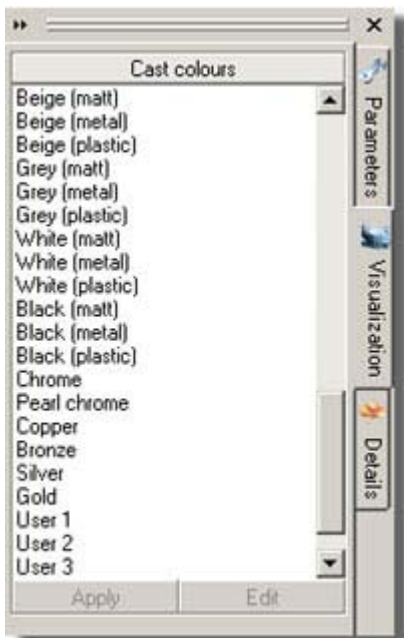 Cast colours
Beige (matt)
Beige (metal)
Beige (plastic)
Grey (matt)
Grey (metal)
Grey (plastic)
White (matt)
White (metal)
White (plastic)
Black (matt)
Black (metal)
Black (plastic)
Chrome
Pearl chrome
Copper
Bronze
Silver
Gold
User 1
User 2
User 3
Apply Edit
Parameters
Visualization
Details